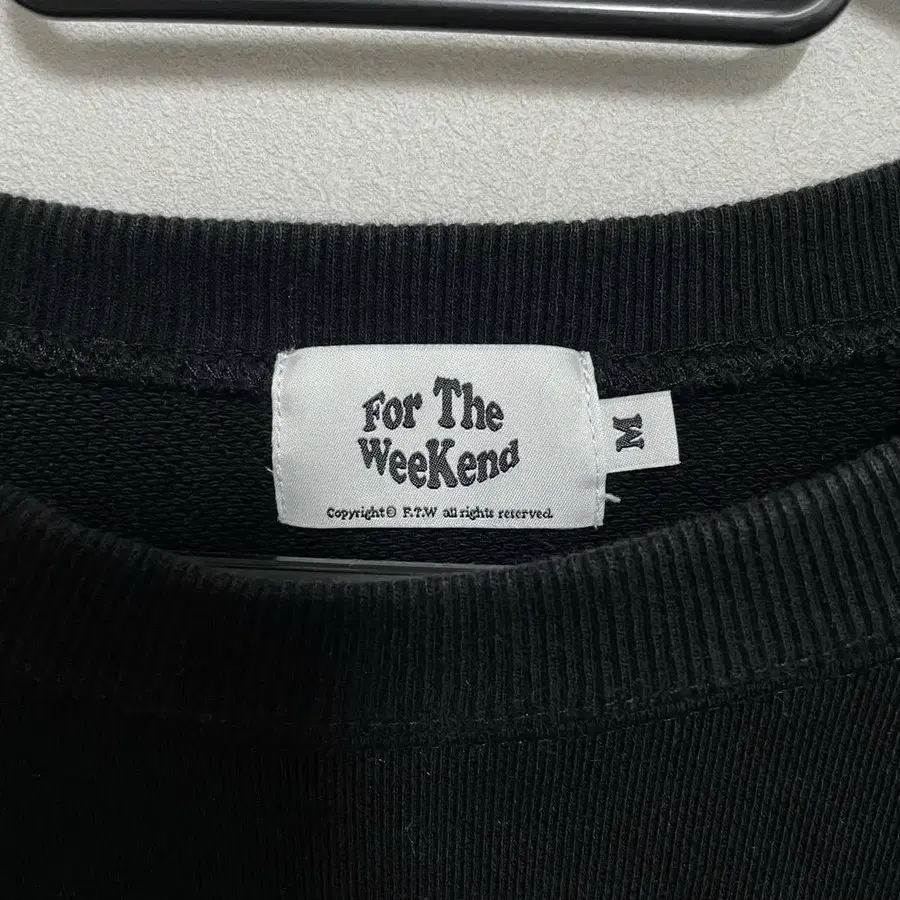 For The
WeeKend
Copyright© F.T.W all rights reserved.
M